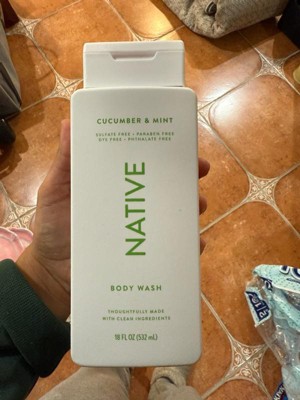 CUCUMBER & MINT
SULFATE FREE • PARABEN FREE
DYE FREE • PHTHALATE FREE
NATIVE
BODY WASH
THOUGHTFULLY MADE
WITH CLEAN INGREDIENTS
18 FL OZ (532 mL)